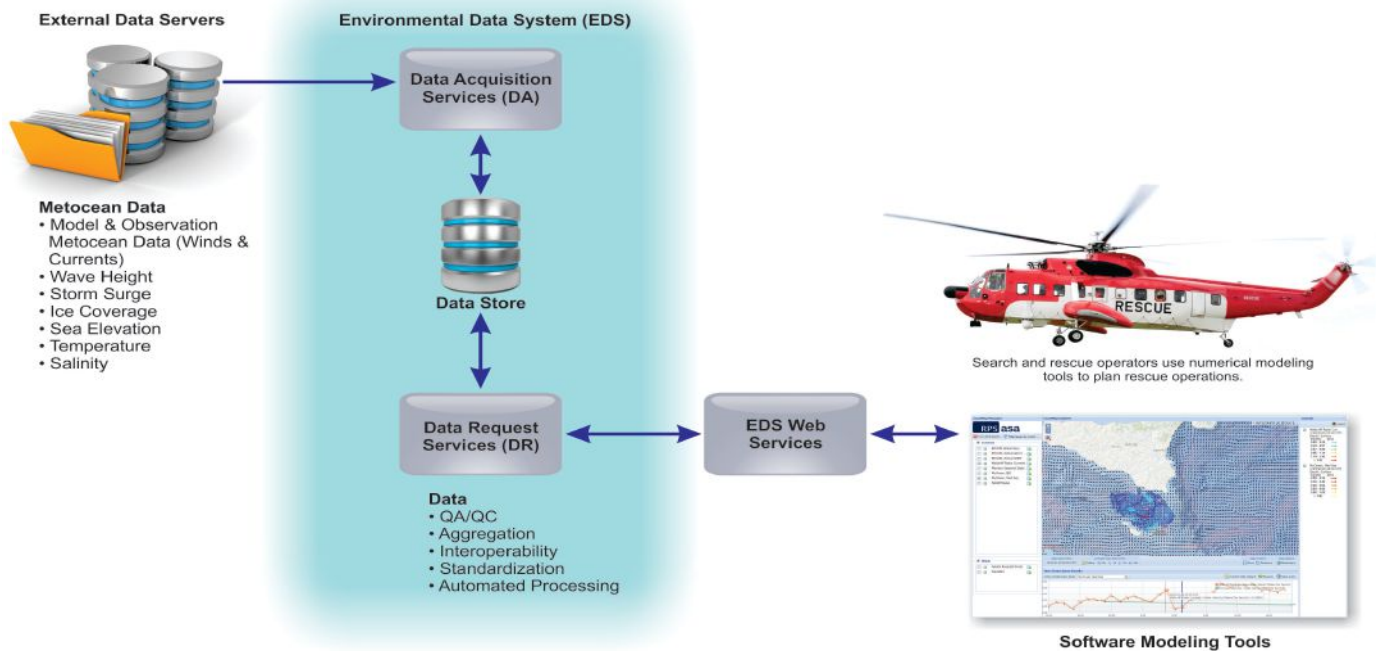 External Data Servers
Environmental Data System (EDS)
Data Acquisition
Services (DA)
Metocean Data
• Model & Observation
Metocean Data (Winds &
Currents)
• Wave Height
• Storm Surge
• Ice Coverage
• Sea Elevation
• Temperature
• Salinity
Data Store
RESCUE
Search and rescue operators use numerical modeling
tools to plan rescue operations.
Data Request
Services (DR)
EDS Web
Services
RPS asa
Data
• QA/QC
• Aggregation
• Interoperability
• Standardization
• Automated Processing
Software Modeling Tools